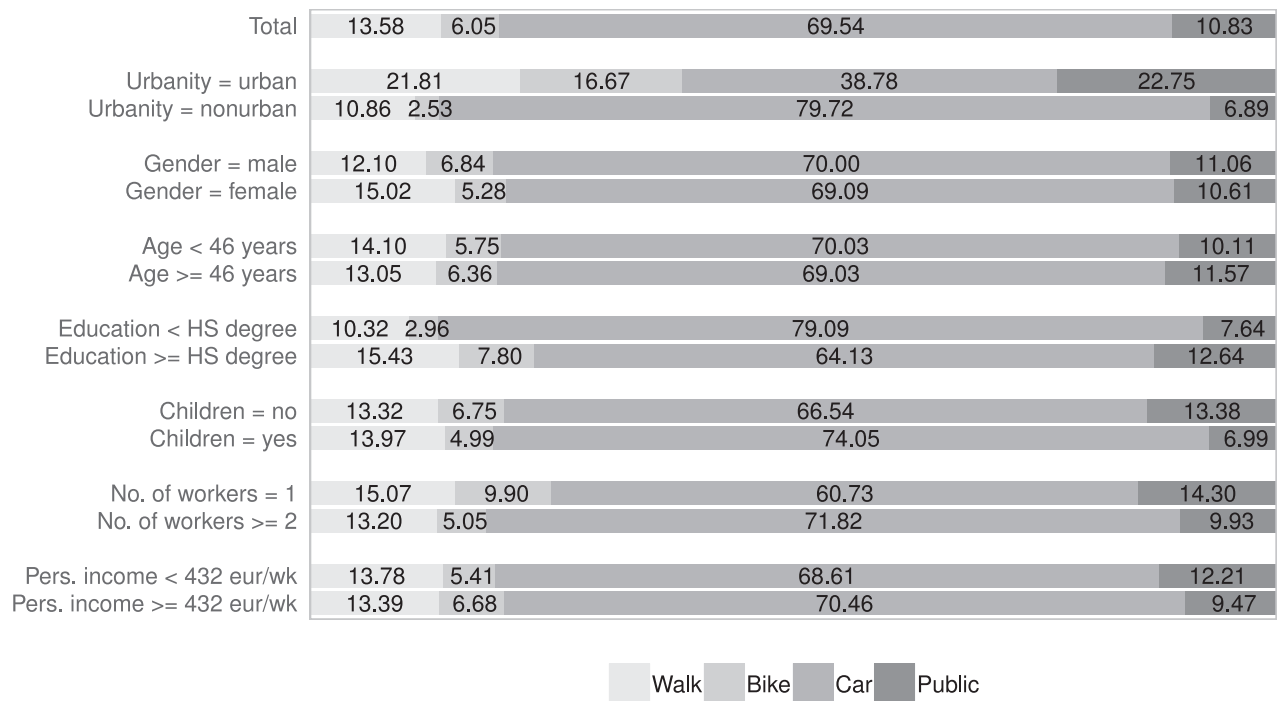 Total 13.58 6.05 69.54 10.83
Urbanity = urban 21.81 16.67 38.78 22.75
Urbanity = nonurban 10.86 2.53 79.72 6.89
Gender = male 12.10 6.84 70.00 11.06
Gender = female 15.02 5.28 69.09 10.61
Age < 46 years 14.10 5.75 70.03 10.11
Age >= 46 years 13.05 6.36 69.03 11.57
Education < HS degree 10.32 2.96 79.09 7.64
Education >= HS degree 15.43 7.80 64.13 12.64
Children = no 13.32 6.75 66.54 13.38
Children = yes 13.97 4.99 74.05 6.99
No. of workers = 1 15.07 9.90 60.73 14.30
No. of workers >= 2 13.20 5.05 71.82 9.93
Pers. income < 432 eur/wk 13.78 5.41 68.61 12.21
Pers. income >= 432 eur/wk 13.39 6.68 70.46 9.47
Walk Bike Car Public